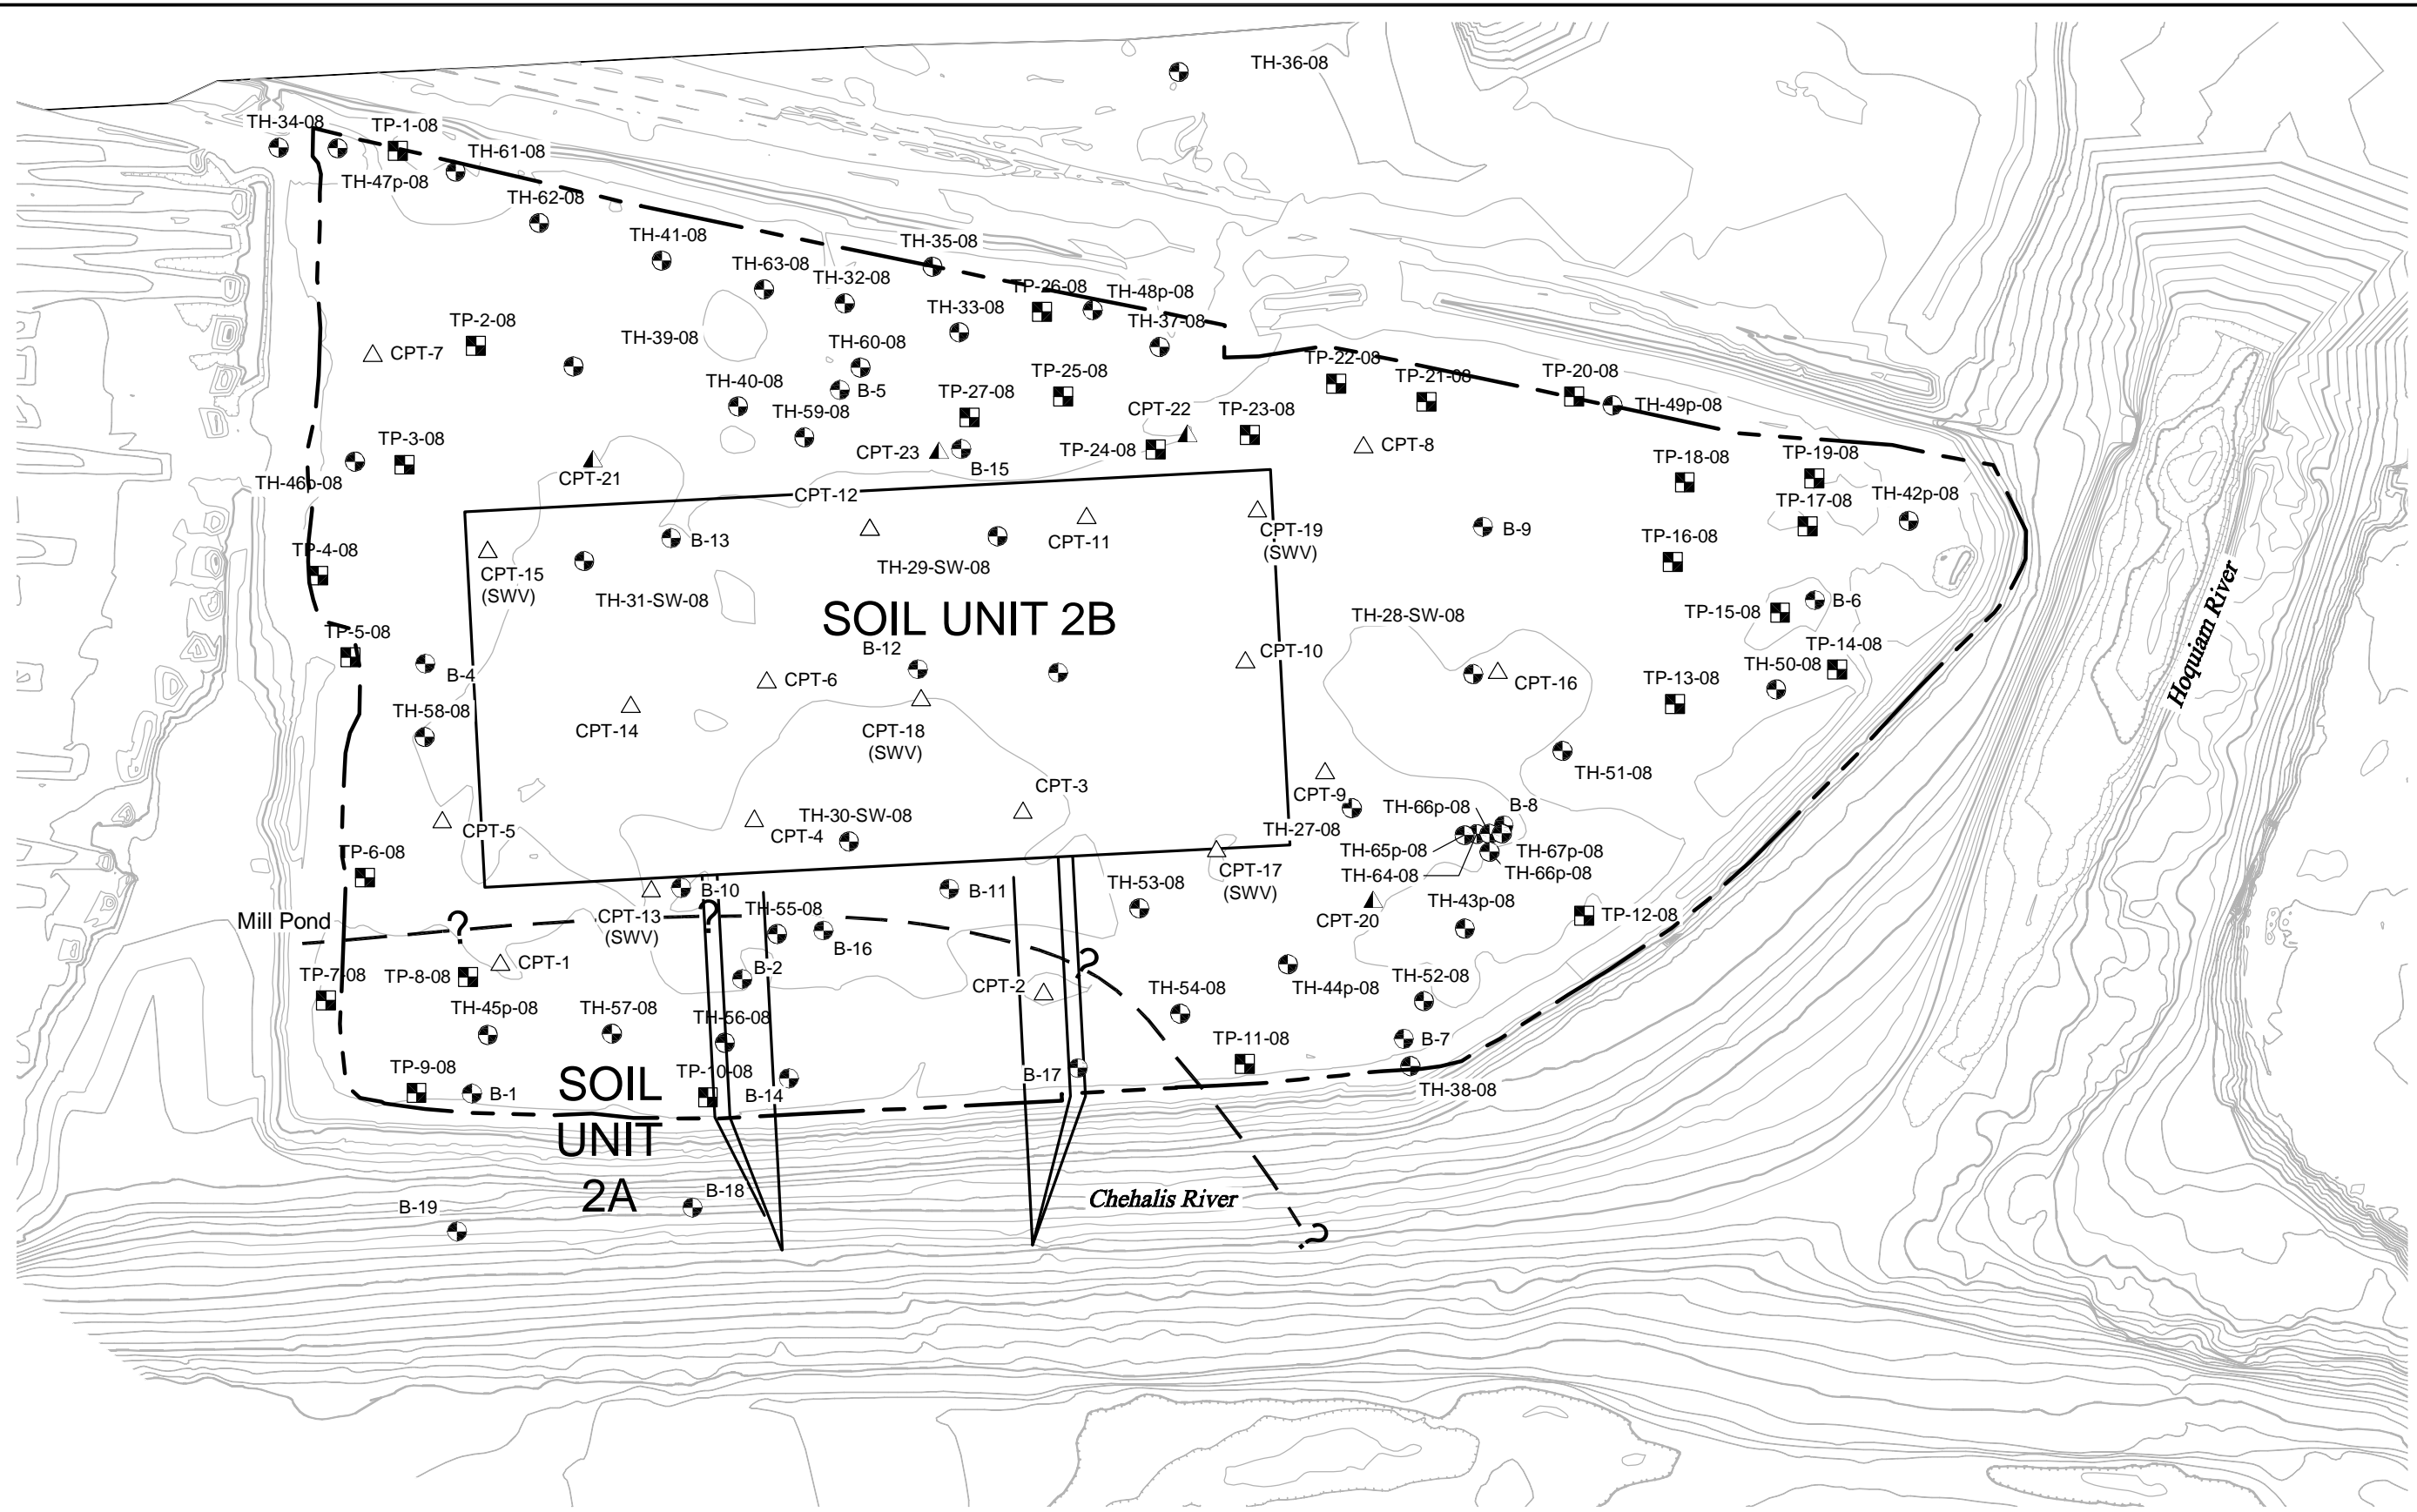 TH-36-08
TH-34-08
TP-1-08
TH-61-08
TH-47p-08
TH-62-08
TH-41-08
TH-35-08
TH-63-08
TH-32-08
TP-26-08
TH-48p-08
TH-33-08
TH-37-08
TP-2-08
TH-39-08
TH-60-08
CPT-7
TP-22-08
TP-25-08
TP-20-08
TP-21-08
TH-40-08
B-5
TP-27-08
TH-59-08
CPT-22
TP-23-08
TH-49p-08
TP-3-08
CPT-8
CPT-23
TP-24-08
TP-19-08
TP-18-08
B-15
CPT-21
TH-46p-08
CPT-12
TH-42p-08
TP-17-08
CPT-19
(SWV)
B-9
TP-16-08
B-13
CPT-11
TP-4-08
TH-29-SW-08
CPT-15
(SWV)
TH-31-SW-08
B-6
TP-15-08
TH-28-SW-08
SOIL UNIT 2B
Hoquiam River
TP-5-08
B-12
CPT-10
TP-14-08
TH-50-08
B-4
CPT-6
CPT-16
TP-13-08
TH-58-08
CPT-14
CPT-18
(SWV)
TH-51-08
CPT-3
CPT-9
TH-66p-08
B-8
TH-30-SW-08
CPT-5
CPT-4
TH-27-08
TH-65p-08
TH-67p-08
TP-6-08
CPT-17
(SWV)
TH-64-08
TH-66p-08
B-10
B-11
TH-53-08
TH-43p-08
CPT-13
(SWV)
TH-55-08
CPT-20
TP-12-08
Mill Pond
?
?
B-16
?
CPT-1
TP-7-08
TP-8-08
B-2
CPT-2
TH-44p-08
TH-52-08
TH-54-08
TH-45p-08
TH-57-08
TH-56-08
TP-11-08
B-7
TP-9-08
B-1
SOIL
UNIT
2A
TP-10-08
B-14
B-17
TH-38-08
B-18
B-19
Chehalis River
?